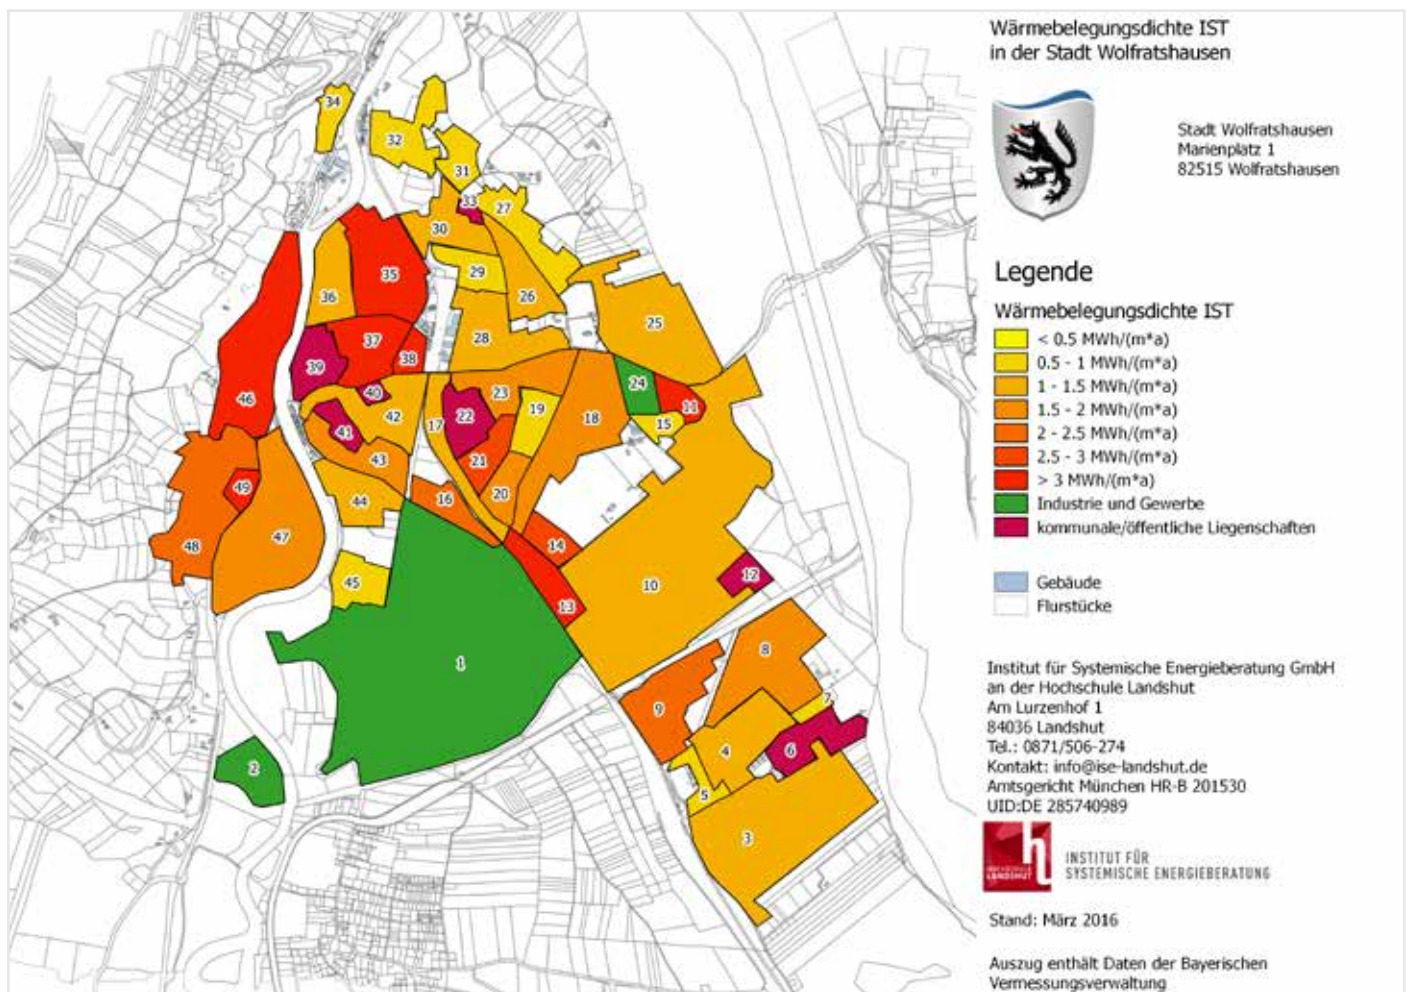 Wärmebelegungsdichte IST
in der Stadt Wolfratshausen
Stadt Wolfratshausen
Marienplatz 1
82515 Wolfratshausen
Legende
Wärmebelegungsdichte IST
< 0.5 MWh/(m*a)
0.5 - 1 MWh/(m*a)
1 - 1.5 MWh/(m*a)
1.5 - 2 MWh/(m*a)
2 - 2.5 MWh/(m*a)
2.5 - 3 MWh/(m*a)
> 3 MWh/(m*a)
Industrie und Gewerbe
kommunale/öffentliche Liegenschaften
Gebäude
Flurstücke
Institut für Systemische Energieberatung GmbH
an der Hochschule Landshut
Am Lurzenhof 1
84036 Landshut
Tel.: 0871/506-274
Kontakt: info@ise-landshut.de
Amtsgericht München HR-B 201530
UID:DE 285740989
h
HOCHSCHULE
LANDSHUT
INSTITUT FÜR
SYSTEMISCHE ENERGIEBERATUNG
Stand: März 2016
Auszug enthält Daten der Bayerischen
Vermessungsverwaltung
34
32
31
33
27
30
35
29
36
26
25
28
37
38
39
40
46
42
17
22
23
19
18
24
11
15
41
43
21
49
44
16
20
48
47
14
45
10
12
13
1
8
9
7
4
6
2
5
3